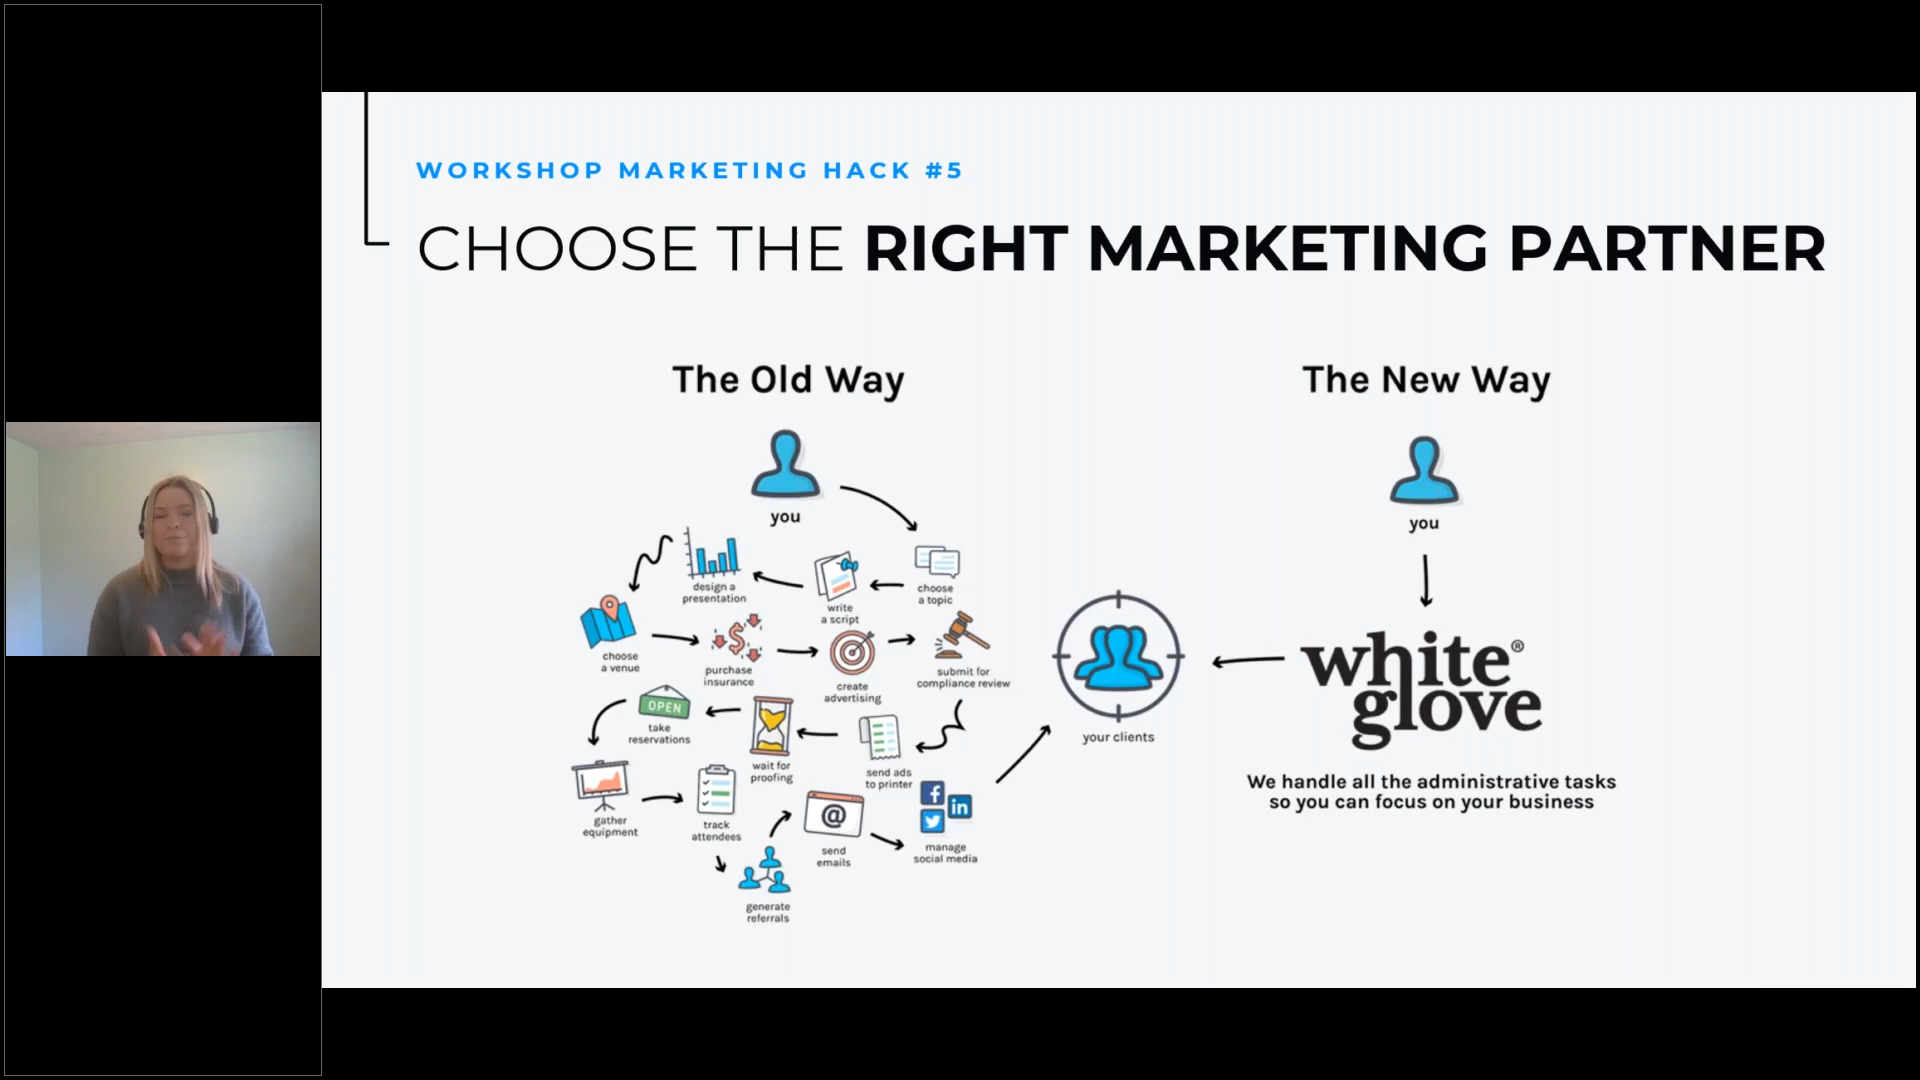 WORKSHOP MARKETING HACK #5
CHOOSE THE RIGHT MARKETING PARTNER
The Old Way
you
choose
a topic
write
a script
design a
presentation
choose
a venue
purchase
insurance
create
advertising
submit for
compliance review
send ads
to printer
wait for
proofing
OPEN
take
reservations
gather
equipment
track
attendees
generate
referrals
@
send
emails
f
in
manage
social media
your clients
The New Way
you
white®
glove
We handle all the administrative tasks
so you can focus on your business